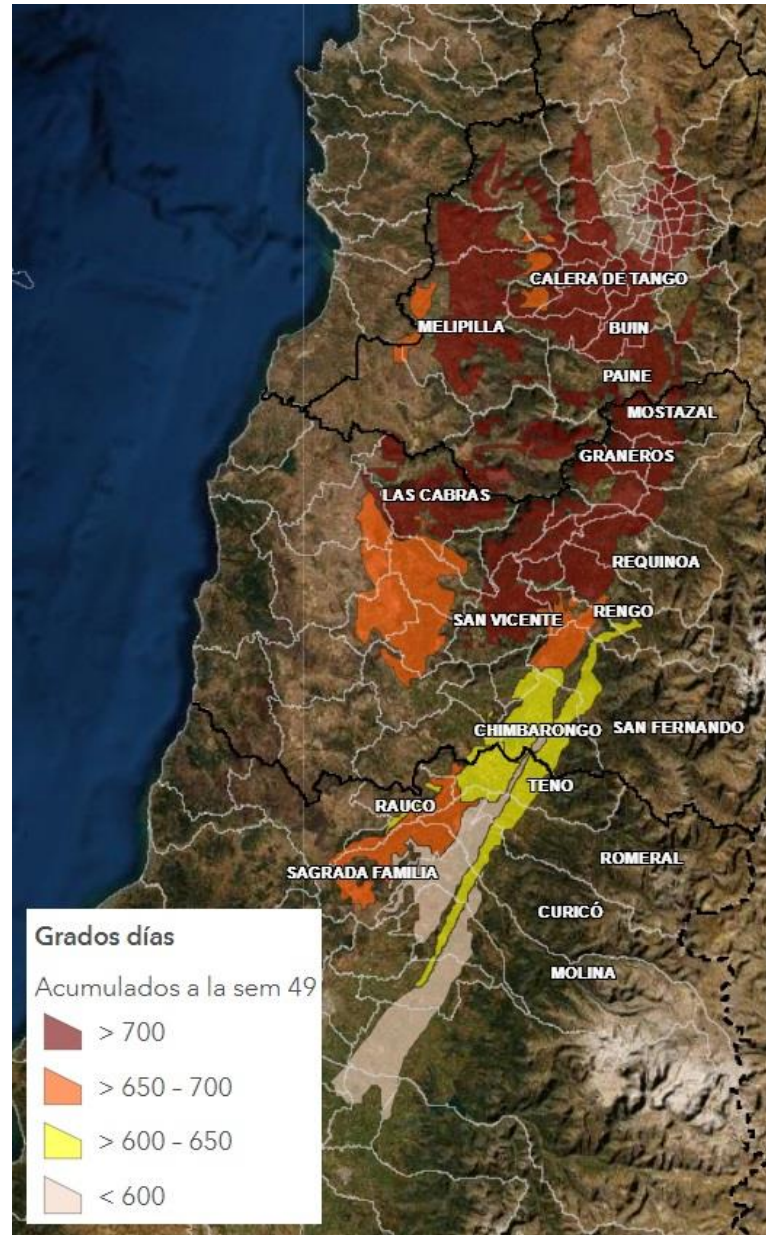 CALERA DE TANGO
MELIPILLA
BUIN
PAINE
MOSTAZAL
GRANEROS
LAS CABRAS
REQUINOA
RENGO
SAN VICENTE
CHIMBARONGO
SAN FERNANDO
TENO
RAUCO
ROMERAL
SAGRADA FAMILIA
CURICÓ
MOLINA
Grados días
Acumulados a la sem 49
> 700
> 650 - 700
> 600 - 650
< 600